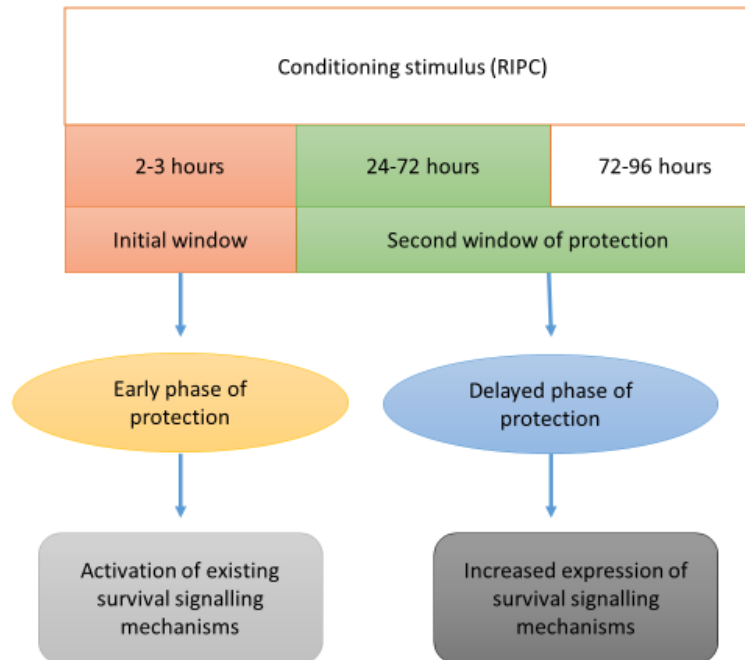 Conditioning stimulus (RIPC)
2-3 hours
24-72 hours
72-96 hours
Initial window
Second window of protection
Early phase of
protection
Delayed phase of
protection
Activation of existing
survival signalling
mechanisms
Increased expression of
survival signalling
mechanisms